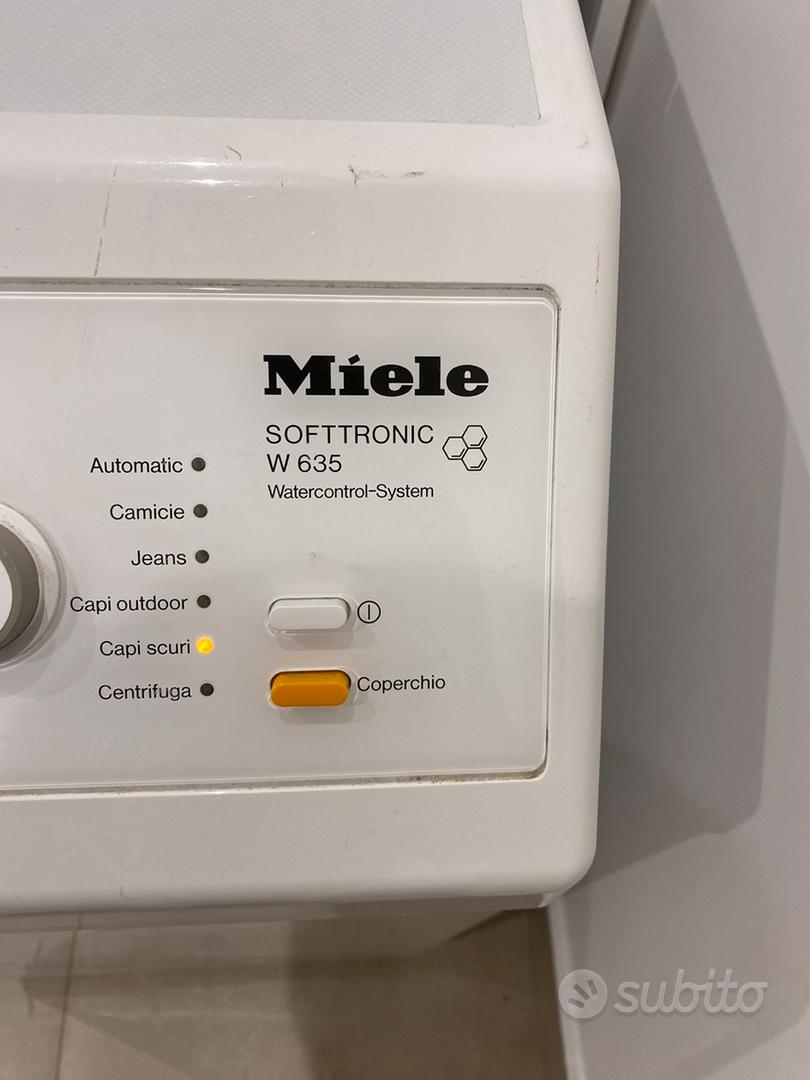 Miele
SOFTTRONIC
W 635
Watercontrol-System
Automatic
Camicie
Jeans
Capi outdoor
Capi scuri
Centrifuga
Coperchio
subito